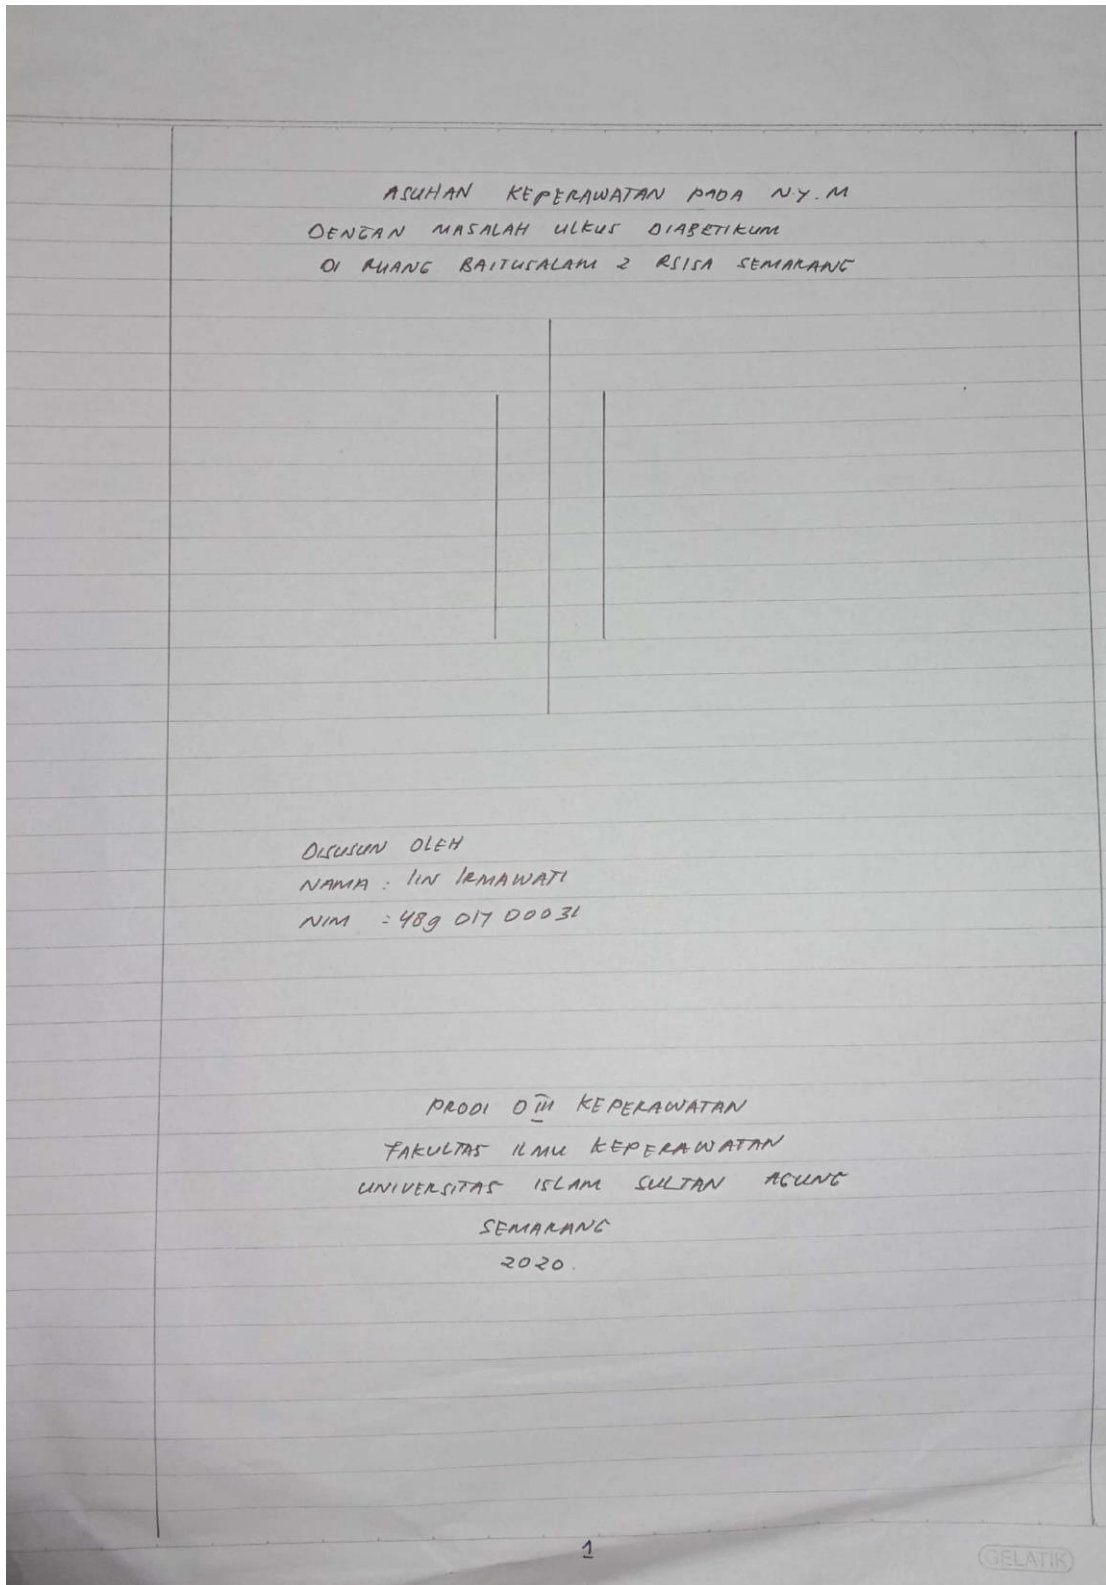 ASUHAN KEPERAWATAN PADA NY. M
DENGAN MASALAH ULKUS DIABETIKUM
DI RUANG BAITUSALAM 2 RSISA SEMARANG
DISUSUN OLEH
NAMA : IIN IRMAWATI
NIM : 489 017 00031
PRODI D III KEPERAWATAN
FAKULTAS ILMU KEPERAWATAN
UNIVERSITAS ISLAM SULTAN AGUNG
SEMARANG
2020.
1
GELATIK